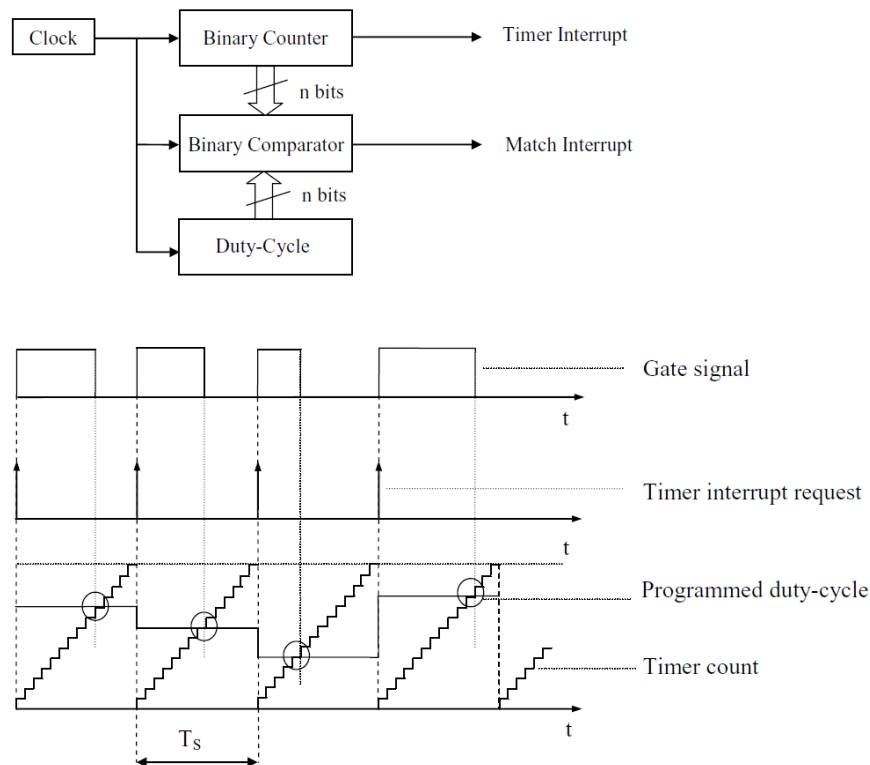 Clock
Binary Counter
Timer Interrupt
n bits
Binary Comparator
Match Interrupt
n bits
Duty-Cycle
Gate signal
t
Timer interrupt request
t
Programmed duty-cycle
Timer count
t
TS